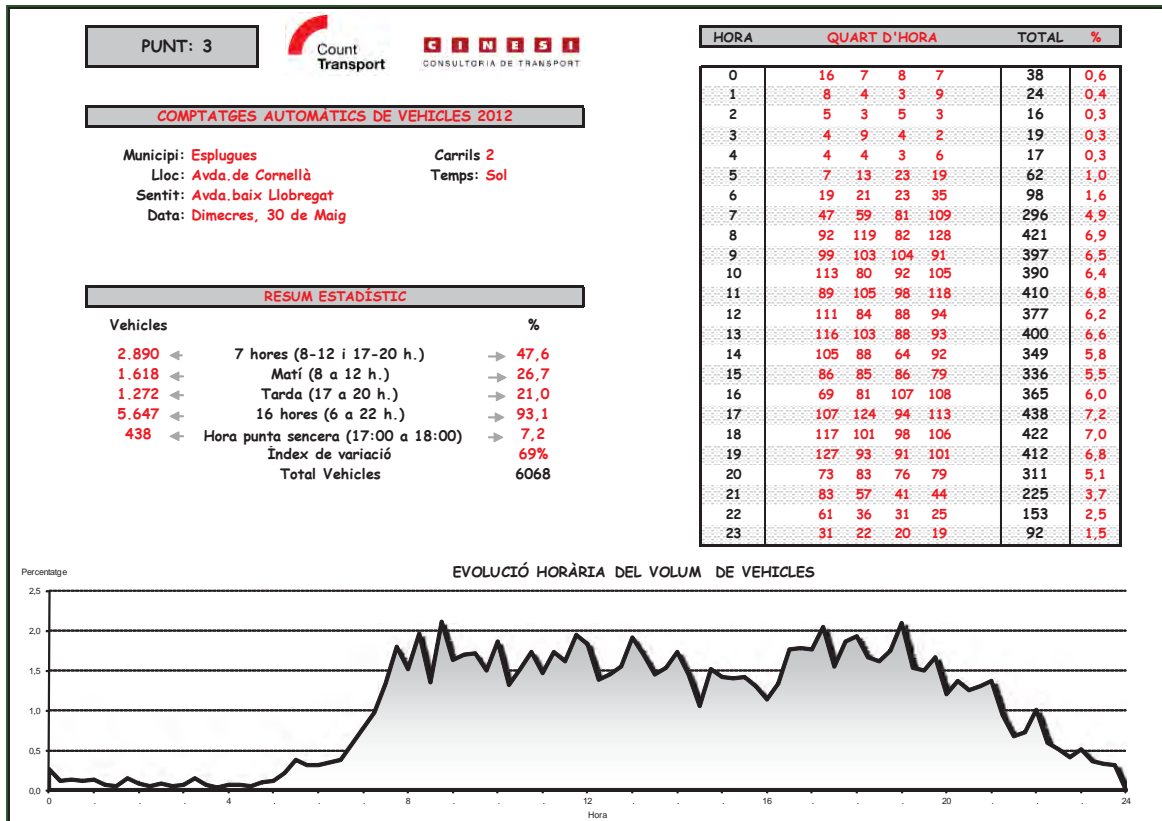 PUNT: 3
Count
Transport
CINESI
CONSULTORIA DE TRANSPORT
COMPTATGES AUTOMÀTICS DE VEHICLES 2012
Municipi: Esplugues Carrils 2
Lloc: Avda.de Cornellà Temps: Sol
Sentit: Avda.baix Llobregat
Data: Dimecres, 30 de Maig
RESUM ESTADÍSTIC
Vehicles %
2.890 7 hores (8-12 i 17-20 h.) 47,6
1.618 Matí (8 a 12 h.) 26,7
1.272 Tarda (17 a 20 h.) 21,0
5.647 16 hores (6 a 22 h.) 93,1
438 Hora punta sencera (17:00 a 18:00) 7,2
Índex de variació 69%
Total Vehicles 6068
HORA QUART D'HORA TOTAL %
0 16 7 8 7 38 0,6
1 8 4 3 9 24 0,4
2 5 3 5 3 16 0,3
3 4 9 4 2 19 0,3
4 4 4 3 6 17 0,3
5 7 13 23 19 62 1,0
6 19 21 23 35 98 1,6
7 47 59 81 109 296 4,9
8 92 119 82 128 421 6,9
9 99 103 104 91 397 6,5
10 113 80 92 105 390 6,4
11 89 105 98 118 410 6,8
12 111 84 88 94 377 6,2
13 116 103 88 93 400 6,6
14 105 88 64 92 349 5,8
15 86 85 86 79 336 5,5
16 69 81 107 108 365 6,0
17 107 124 94 113 438 7,2
18 117 101 98 106 422 7,0
19 127 93 91 101 412 6,8
20 73 83 76 79 311 5,1
21 83 57 41 44 225 3,7
22 61 36 31 25 153 2,5
23 31 22 20 19 92 1,5
EVOLUCIÓ HORÀRIA DEL VOLUM DE VEHICLES
Percentatge
2,5
2,0
1,5
1,0
0,5
0,0
0 . . . 4 . . . 8 . . . 12 . . . 16 . . . 20 . . . 24
Hora